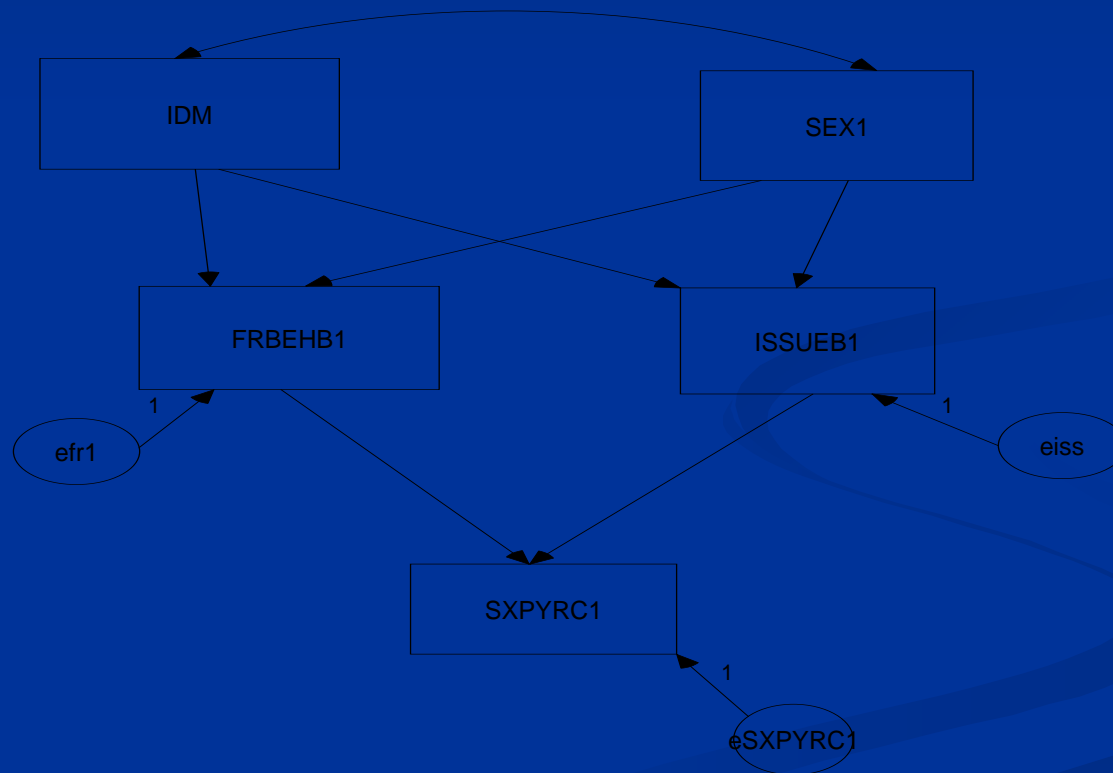 IDM
SEX1
FRBEHB1
ISSUEB1
1
1
efr1
eiss
SXPYRC1
1
eSXPYRC1